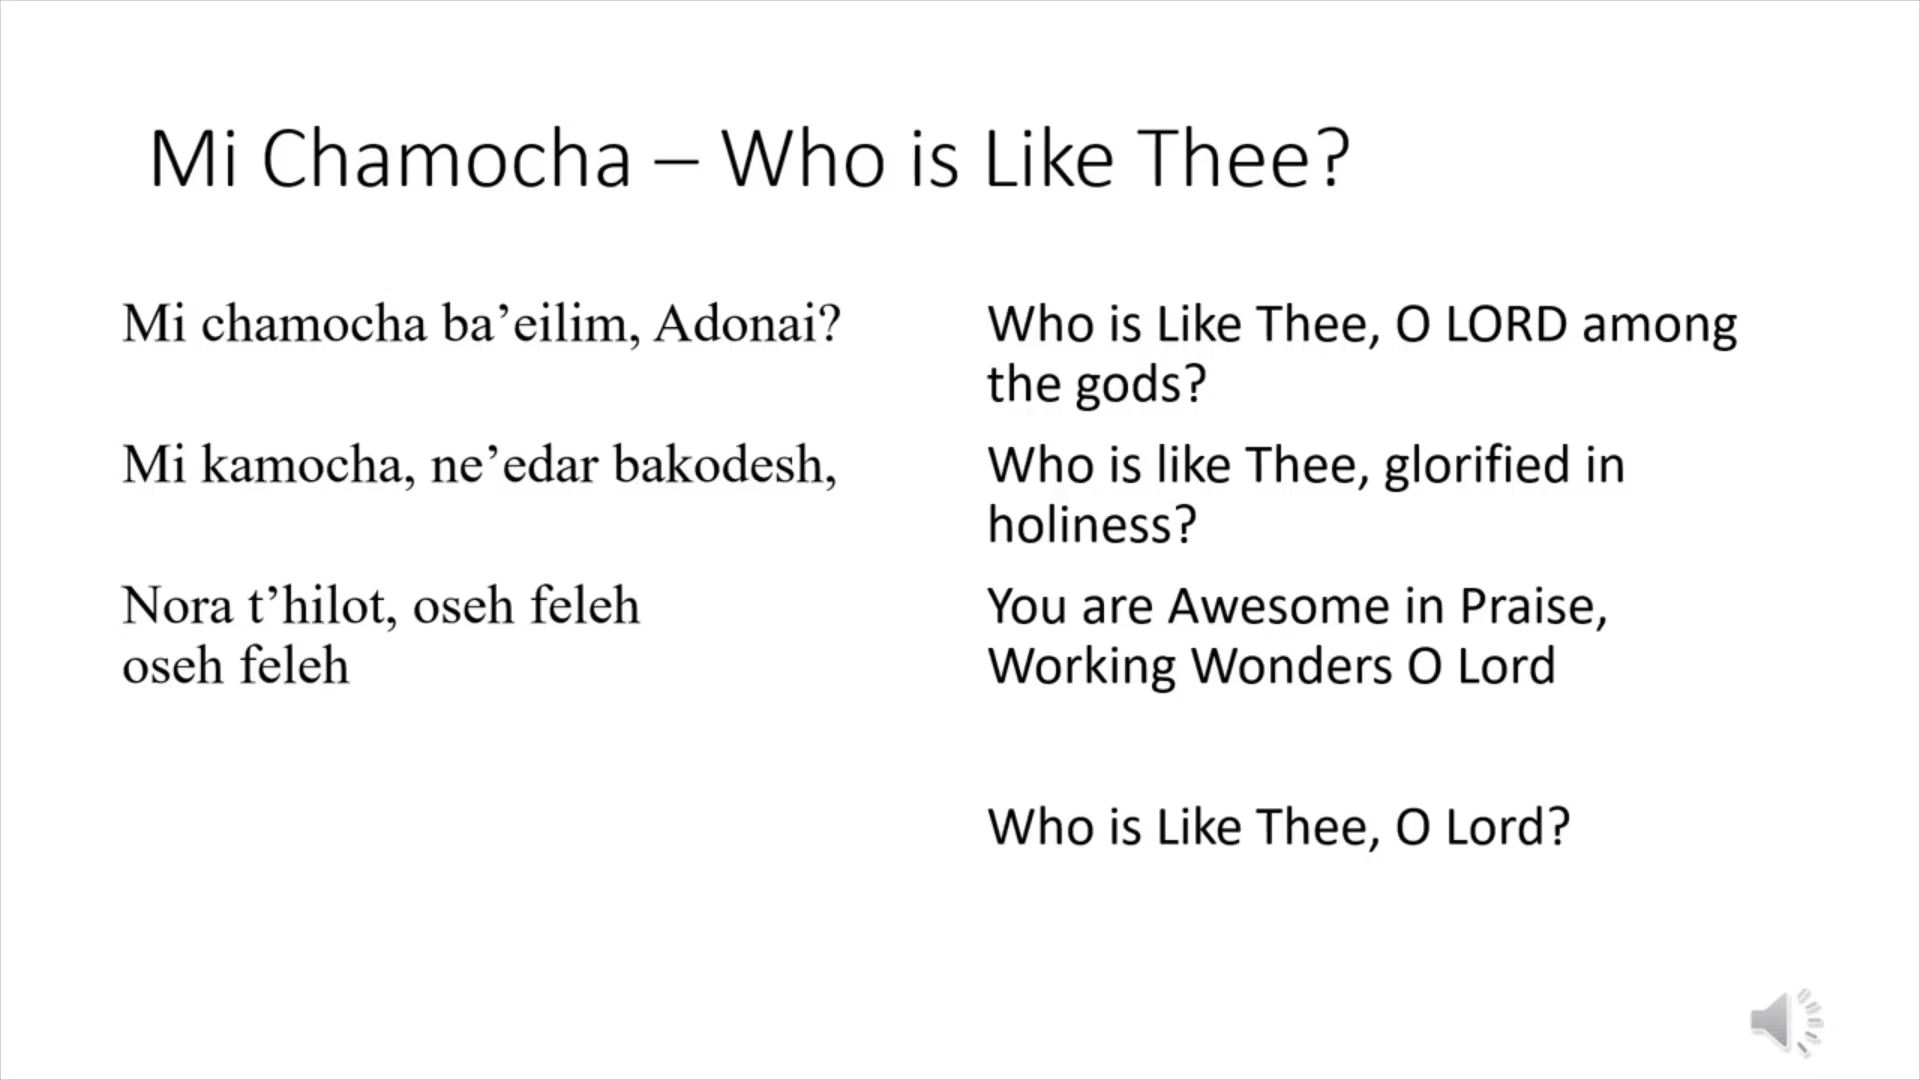 Mi Chamocha – Who is Like Thee?
Mi chamocha ba’eilim, Adonai?
Mi kamocha, ne’edar bakodesh,
Nora t’hilot, oseh feleh
oseh feleh
Who is Like Thee, O LORD among
the gods?
Who is like Thee, glorified in
holiness?
You are Awesome in Praise,
Working Wonders O Lord
Who is Like Thee, O Lord?